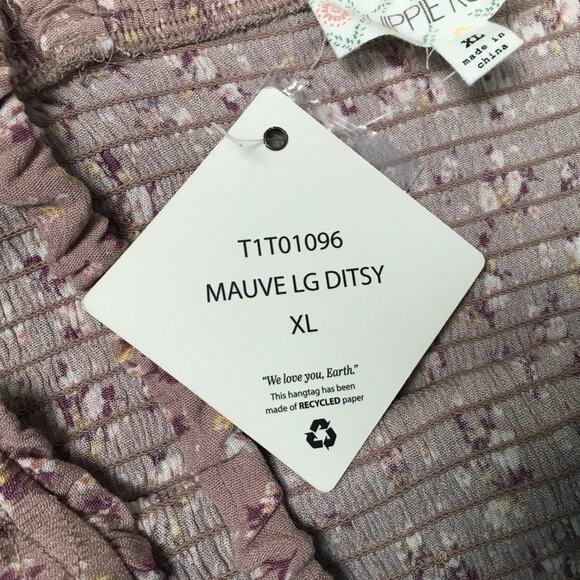 XL
made in
china
T1T01096
MAUVE LG DITSY
XL
"We love you, Earth."
This hangtag has been
made of RECYCLED paper